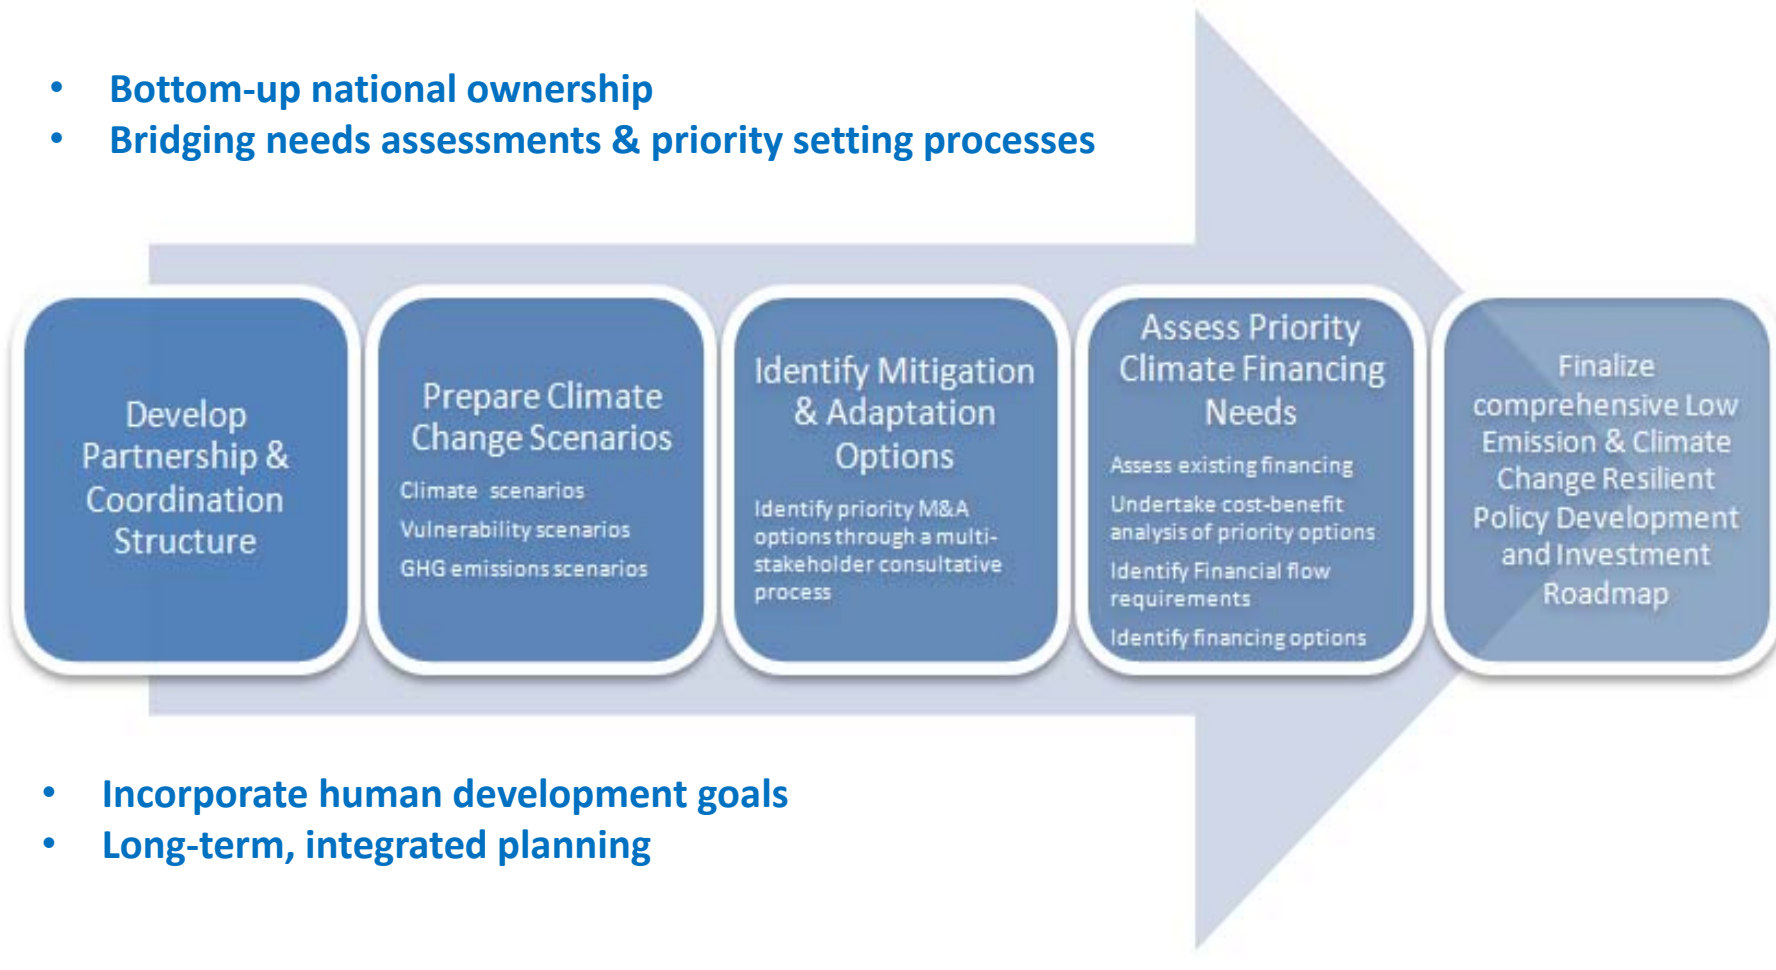 • Bottom-up national ownership
• Bridging needs assessments & priority setting processes
Develop
Partnership &
Coordination
Structure
Prepare Climate
Change Scenarios
Climate scenarios
Vulnerability scenarios
GHG emissions scenarios
Identify Mitigation
& Adaptation
Options
Identify priority M&A
options through a multi-
stakeholder consultative
process
Assess Priority
Climate Financing
Needs
Assess existing financing
Undertake cost-benefit
analysis of priority options
Identify Financial flow
requirements
Identify financing options
Finalize
comprehensive Low
Emission & Climate
Change Resilient
Policy Development
and Investment
Roadmap
• Incorporate human development goals
• Long-term, integrated planning